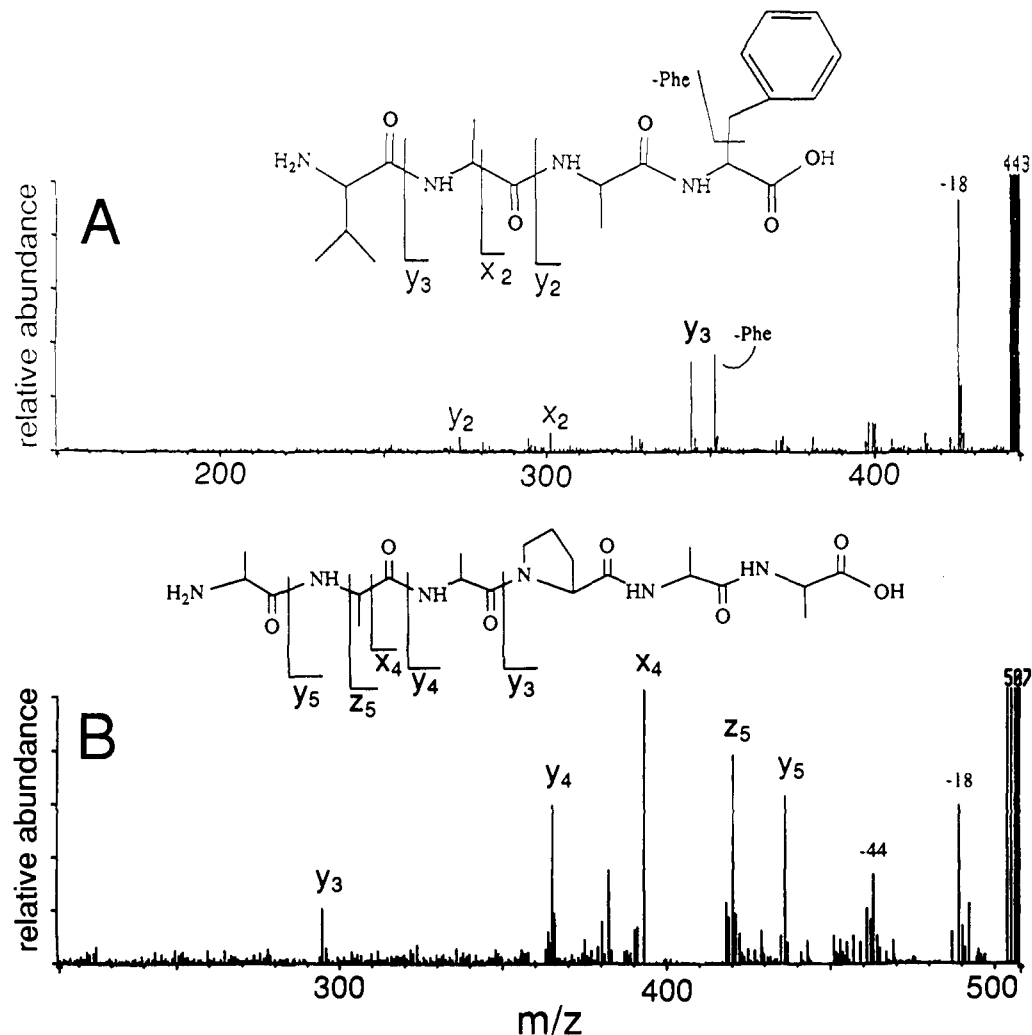 -Phe
O
O
H₂N
NH
NH
NH
OH
O
O
y₃
x₂
y₂
A
relative abundance
-18
443
y₃
-Phe
y₂
x₂
200
300
400
H₂N
NH
O
O
NH
O
N
O
HN
O
HN
O
OH
y₅
z₅
x₄
y₄
y₃
B
relative abundance
y₃
y₄
x₄
z₅
y₅
-44
-18
507
300
400
500
m/z